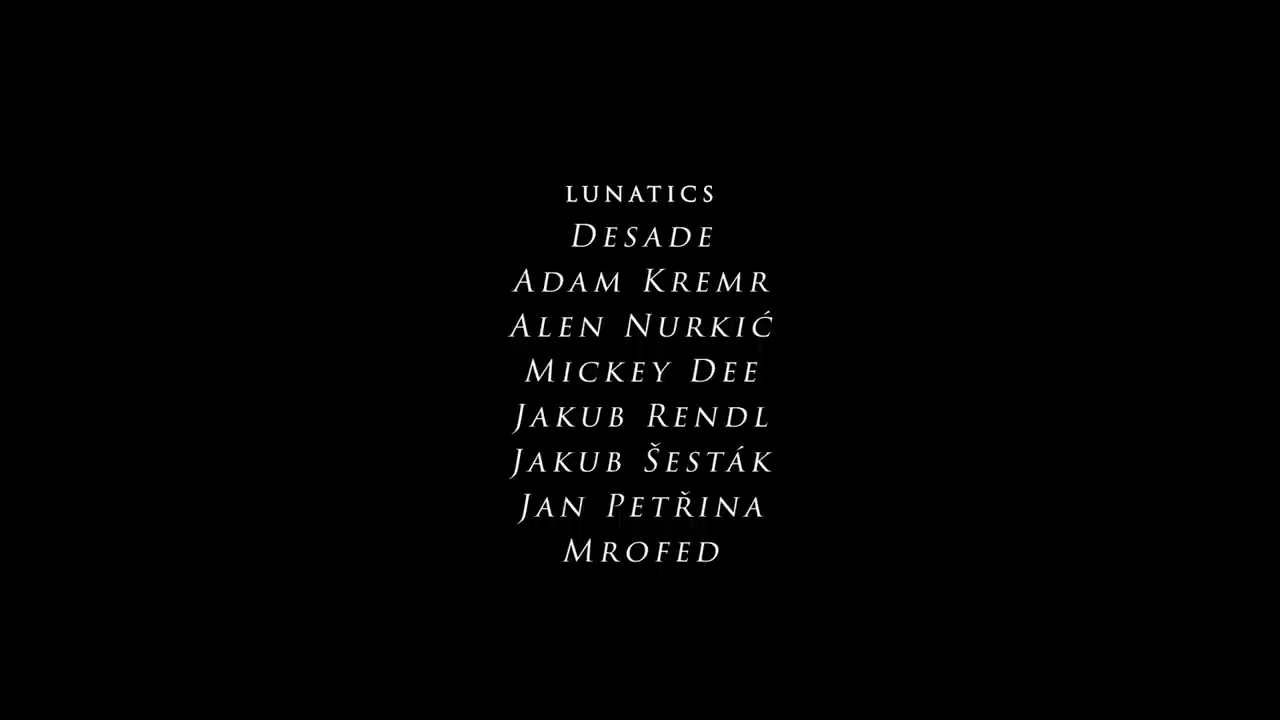 LUNATICS
DESADE
ADAM KREMR
ALEN NURKIĆ
MICKEY DEE
JAKUB RENDL
JAKUB ŠESTÁK
JAN PETŘINA
MROFED